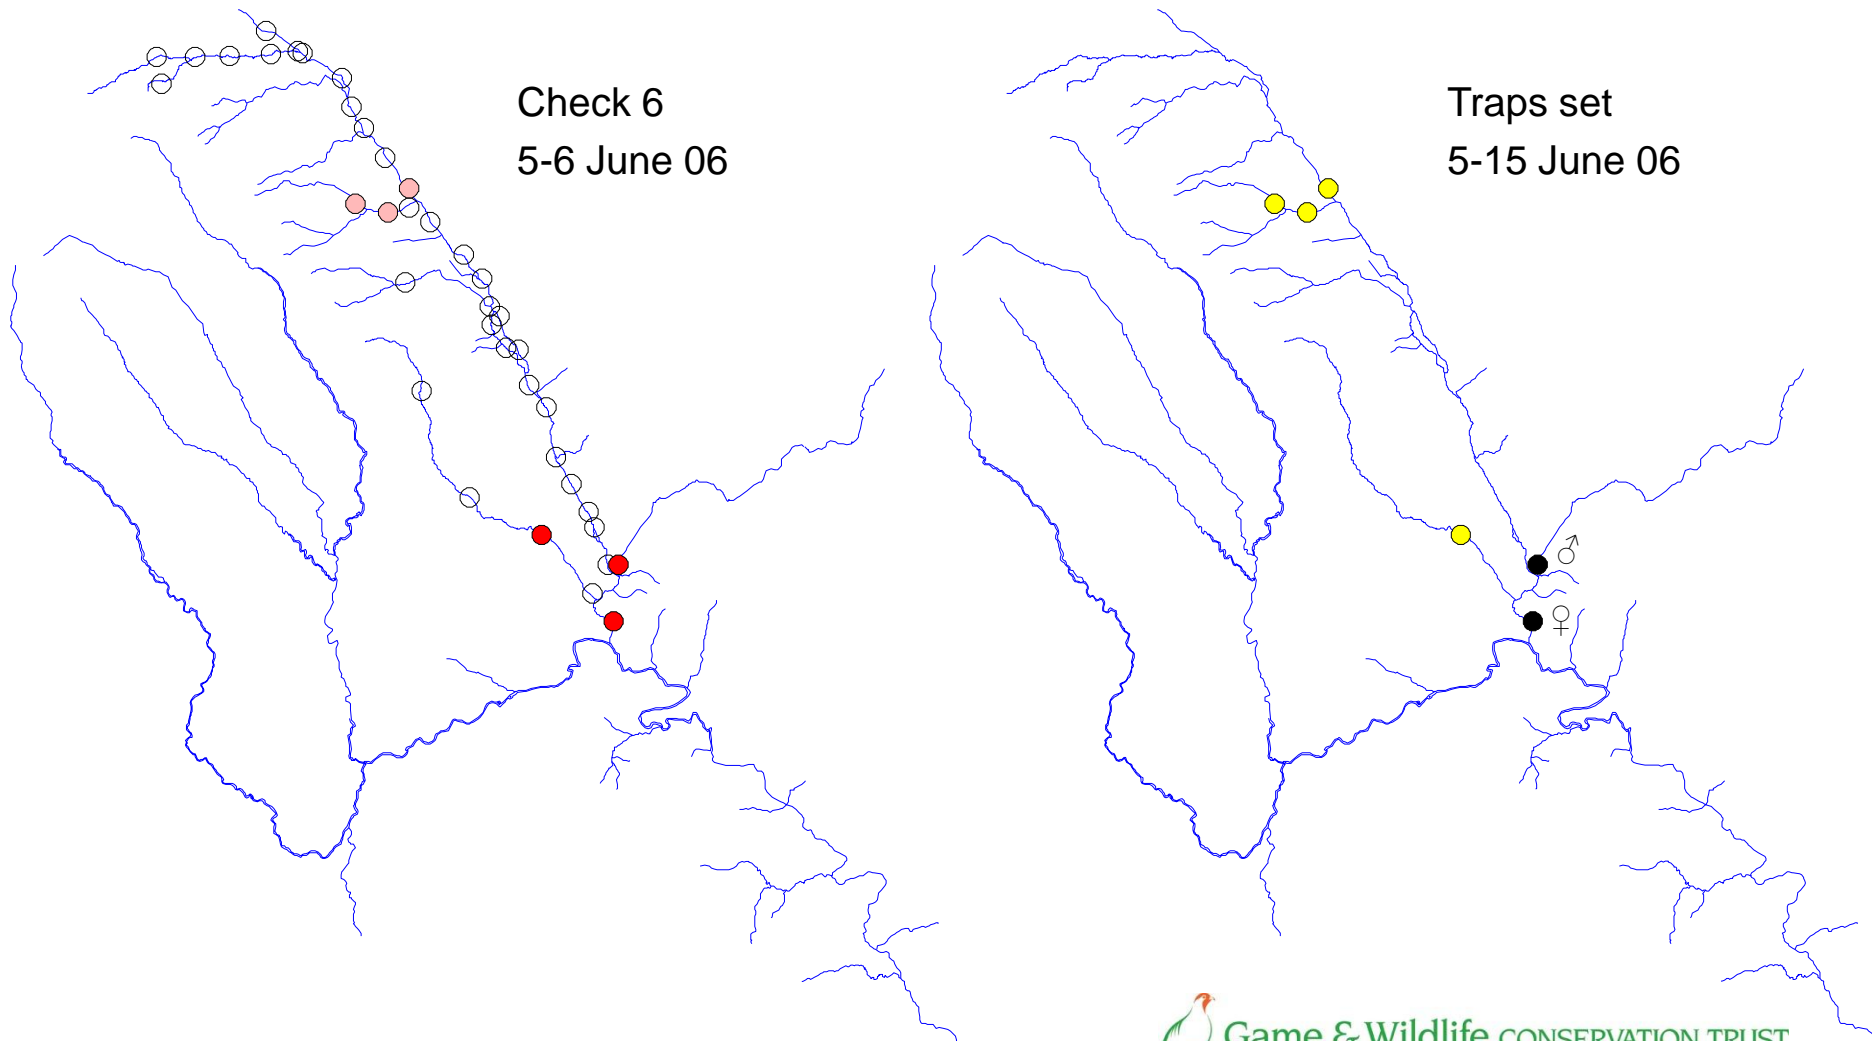 Check 6
5-6 June 06
Traps set
5-15 June 06
♂
♀
Game & Wildlife CONSERVATION TRUST